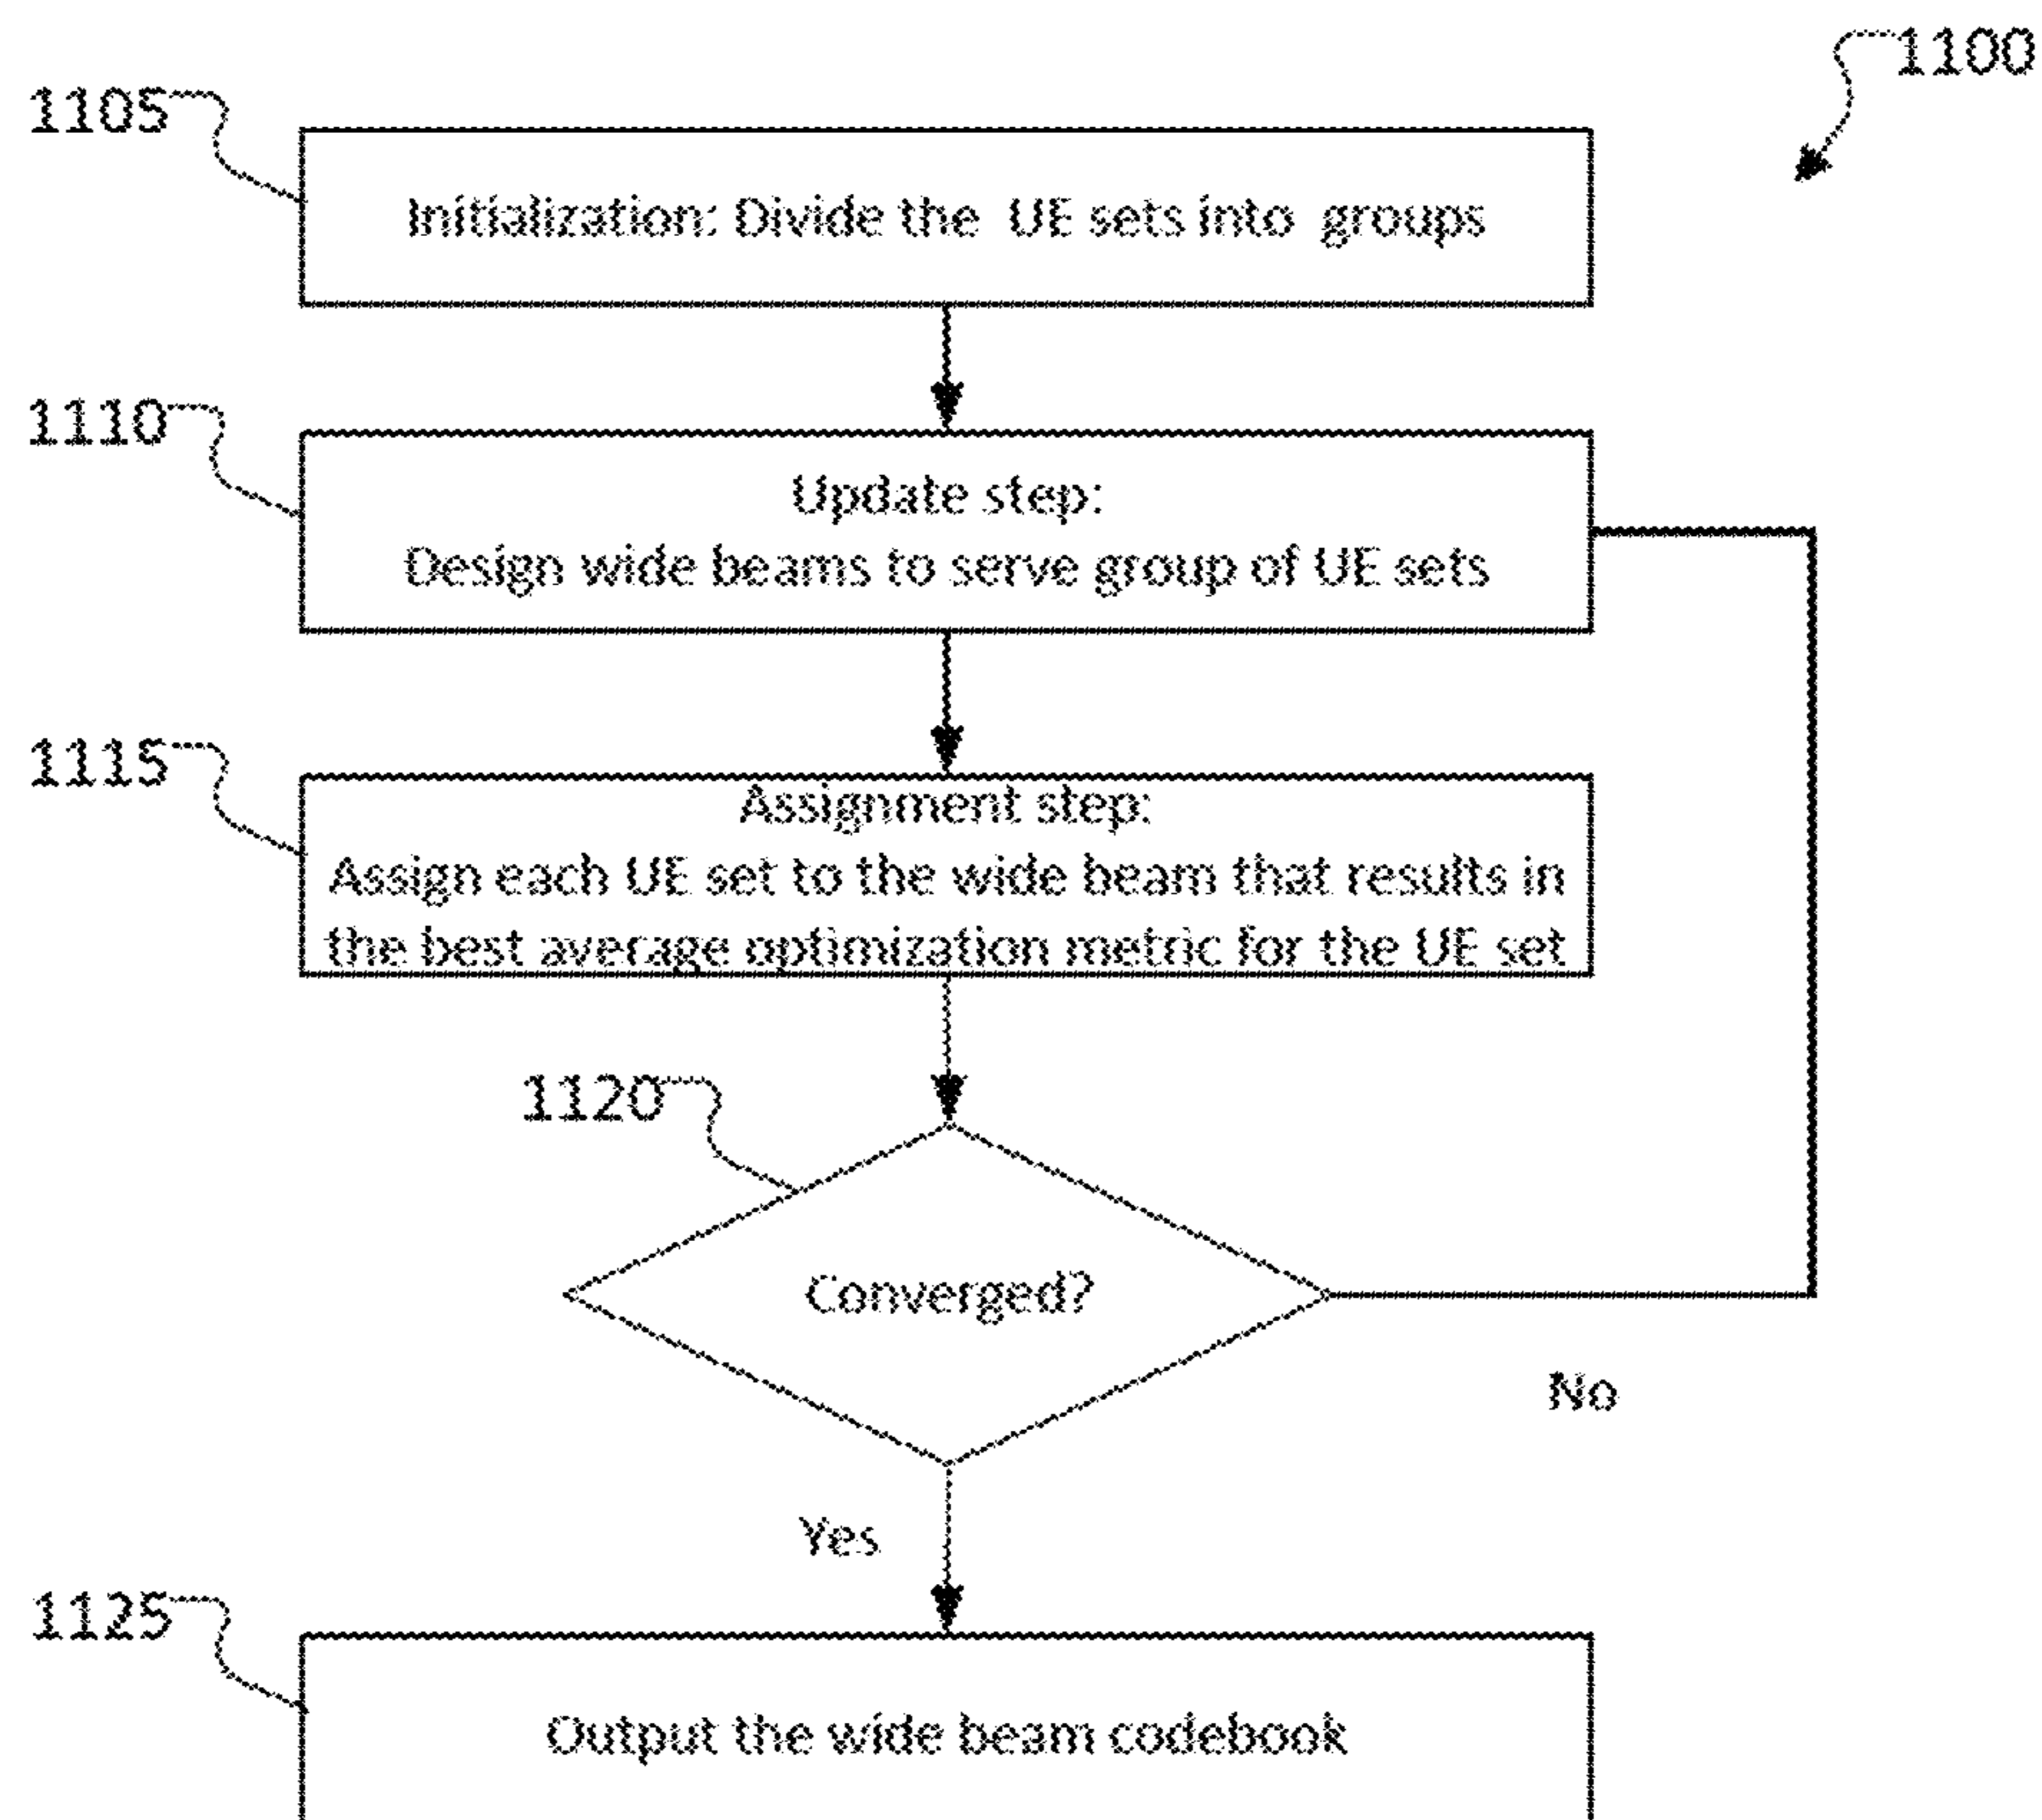 1100
1105
Initialization: Divide the UE sets into groups
1110
Update step:
Design wide beams to serve group of UE sets
1115
Assignment step:
Assign each UE set to the wide beam that results in
the best average optimization metric for the UE set
1120
Converged?
No
Yes
1125
Output the wide beam codebook